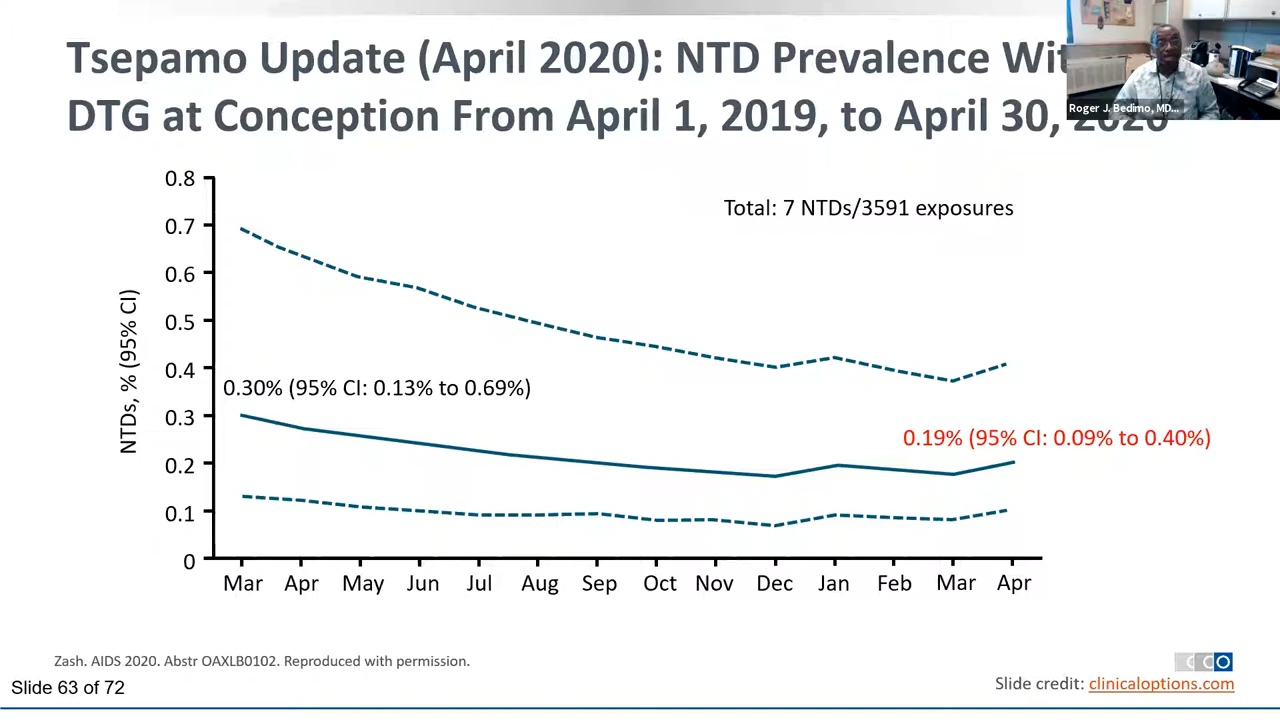 Tsepamo Update (April 2020): NTD Prevalence Wit
DTG at Conception From April 1, 2019, to April 30, 2020
Roger J. Bedimo, MD...
0.8
0.7
0.6
0.5
0.4
0.3
0.2
0.1
0
NTDs, % (95% CI)
Total: 7 NTDs/3591 exposures
0.30% (95% CI: 0.13% to 0.69%)
0.19% (95% CI: 0.09% to 0.40%)
Mar Apr May Jun Jul Aug Sep Oct Nov Dec Jan Feb Mar Apr
Zash. AIDS 2020. Abstr OAXLB0102. Reproduced with permission.
CCO
Slide 63 of 72
Slide credit: clinicaloptions.com